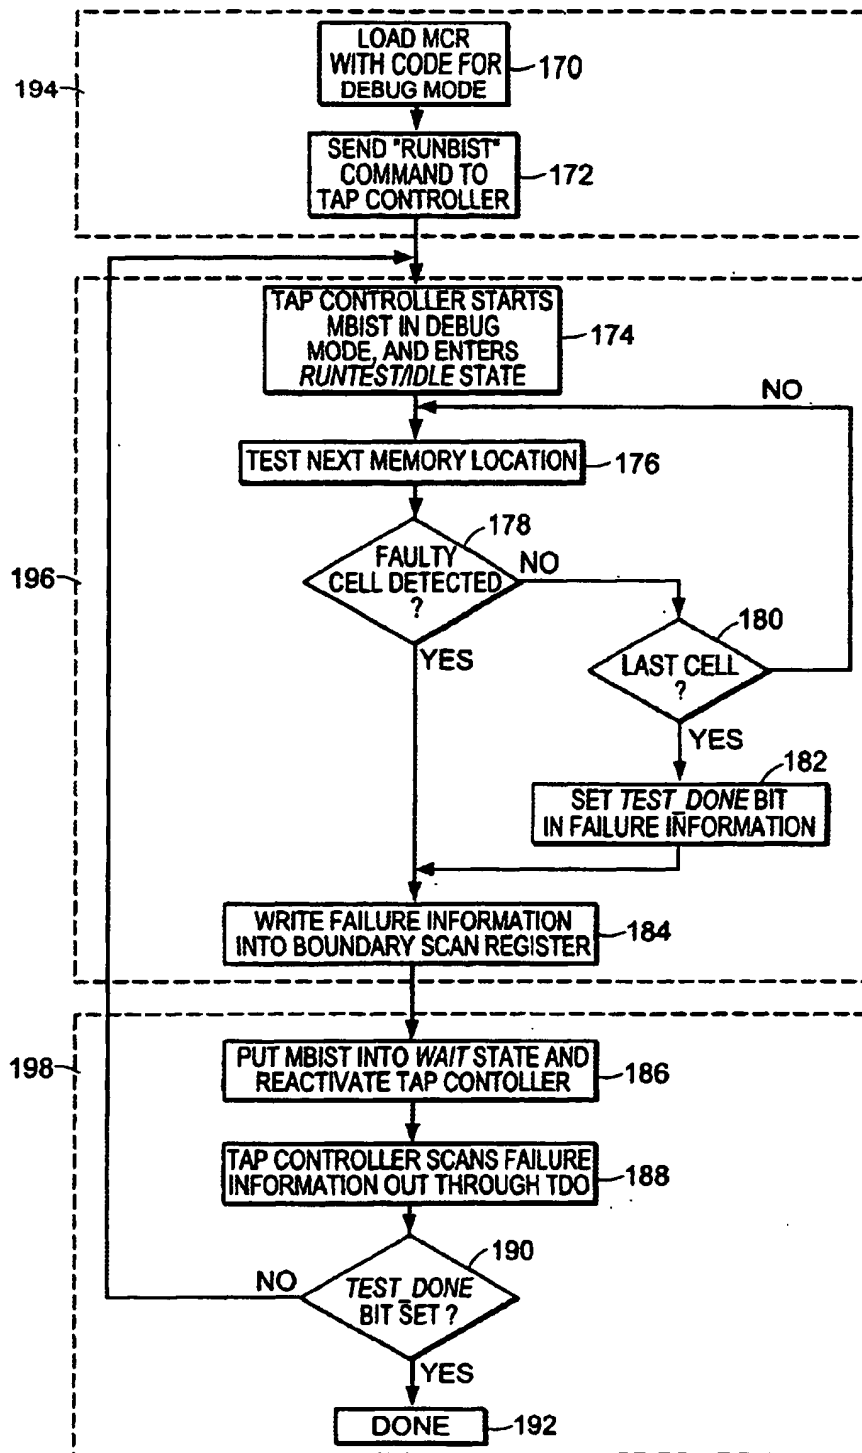 LOAD MCR
WITH CODE FOR
DEBUG MODE
170
194
SEND "RUNBIST"
COMMAND TO
TAP CONTROLLER
172
TAP CONTROLLER STARTS
MBIST IN DEBUG
MODE, AND ENTERS
RUNTEST/IDLE STATE
174
NO
TEST NEXT MEMORY LOCATION
176
178
FAULTY
CELL DETECTED
?
NO
196
YES
180
LAST CELL
?
YES
182
SET TEST_DONE BIT
IN FAILURE INFORMATION
WRITE FAILURE INFORMATION
INTO BOUNDARY SCAN REGISTER
184
198
PUT MBIST INTO WAIT STATE AND
REACTIVATE TAP CONTOLLER
186
TAP CONTROLLER SCANS FAILURE
INFORMATION OUT THROUGH TDO
188
190
NO
TEST_DONE
BIT SET ?
YES
DONE
192